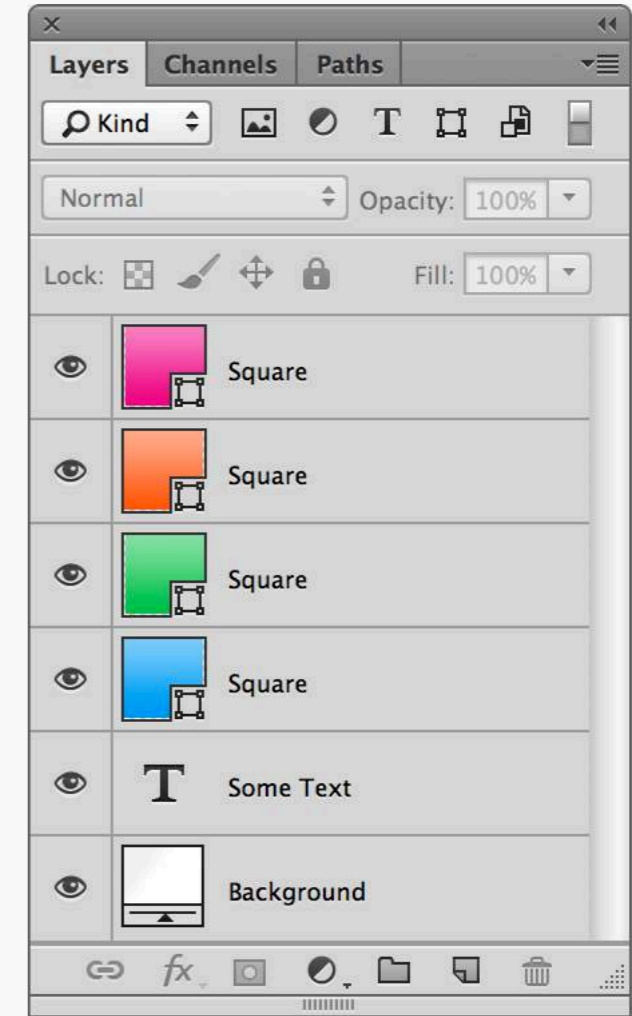 Layers Channels Paths
Kind T
Normal Opacity: 100%
Lock: Fill: 100%
Square
Square
Square
Square
T Some Text
Background
fx